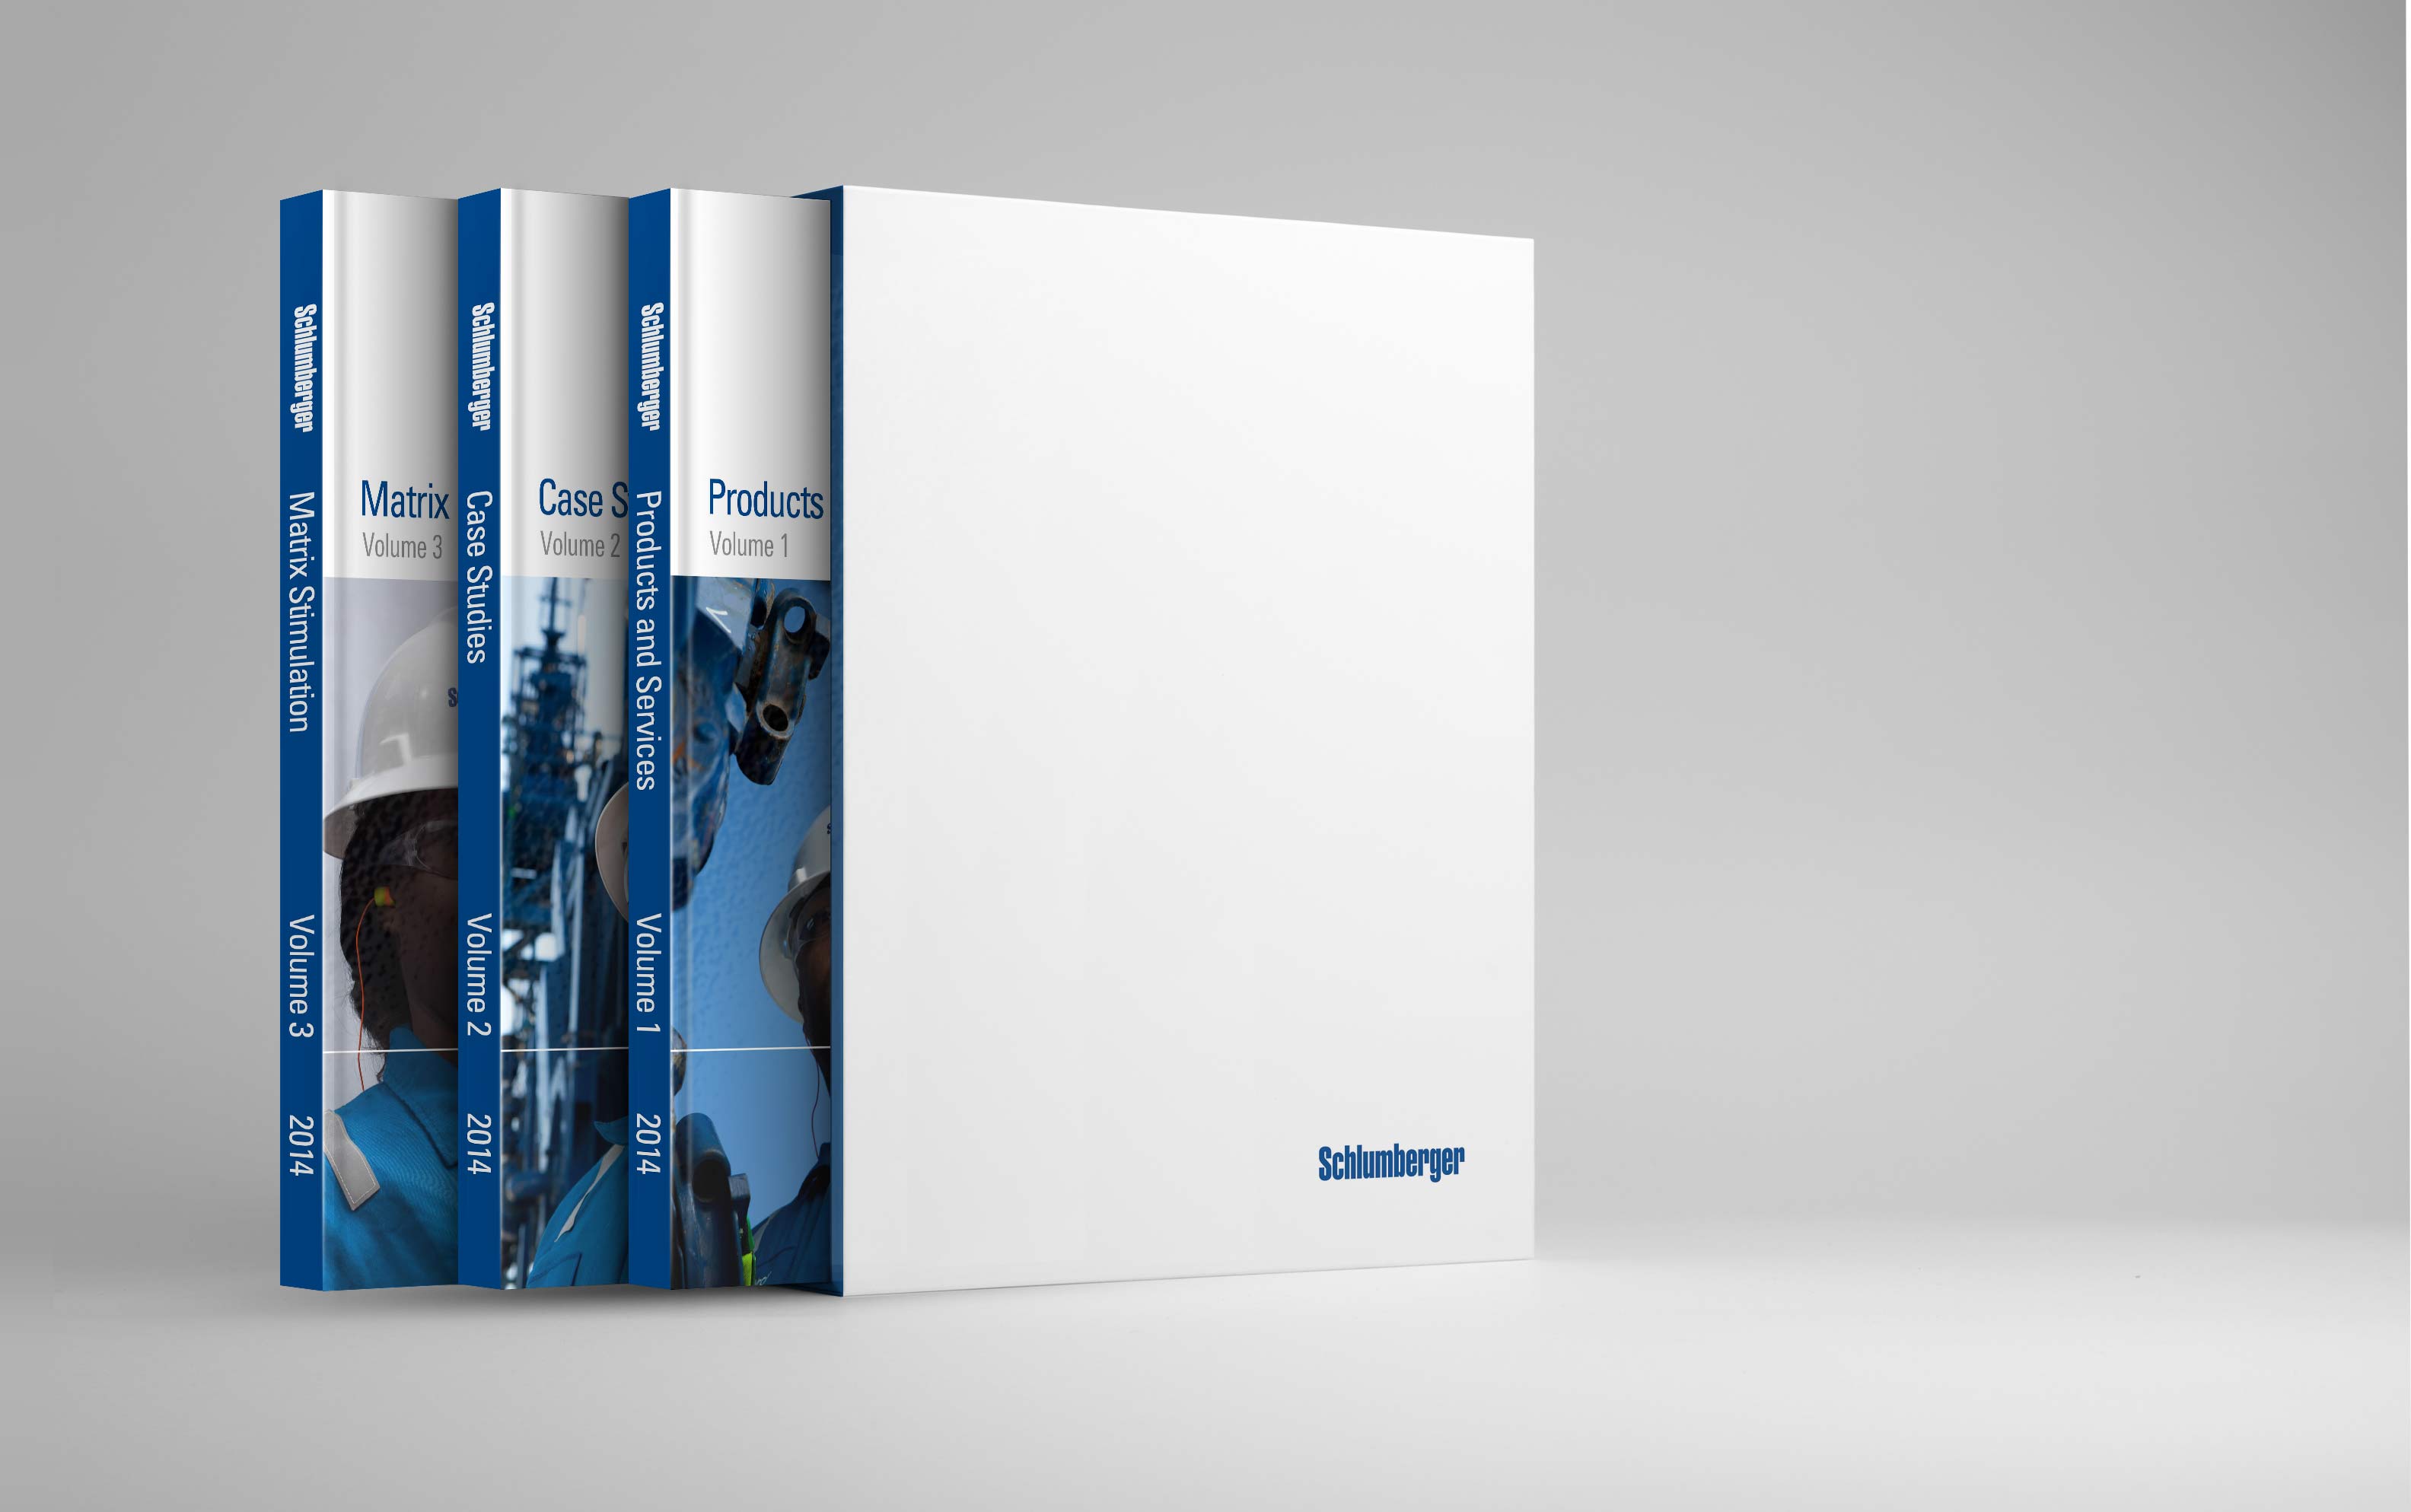 Schlumberger Matrix Stimulation Volume 3 2014
Matrix
Volume 3
Schlumberger Case Studies Volume 2 2014
Case S
Volume 2
Schlumberger Products and Services Volume 1 2014
Products
Volume 1
Schlumberger